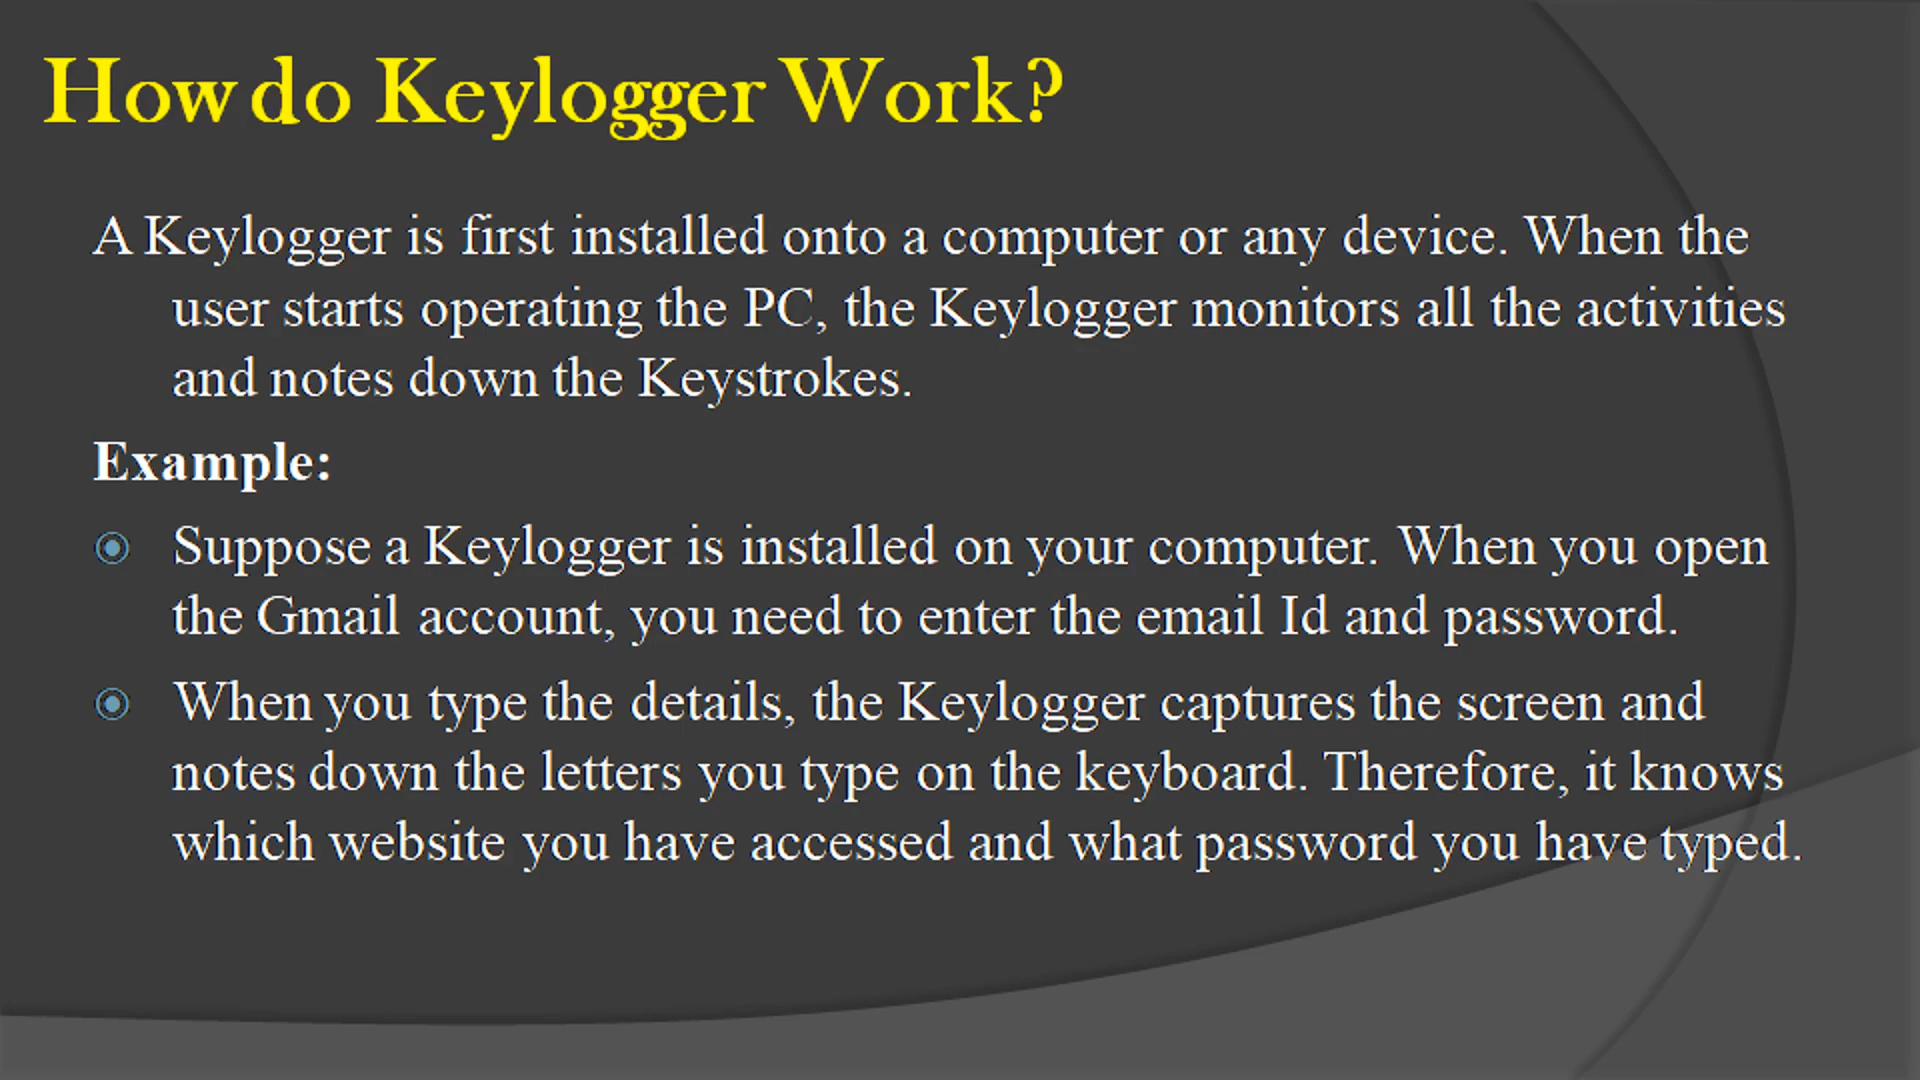 How do Keylogger Work?
A Keylogger is first installed onto a computer or any device. When the
user starts operating the PC, the Keylogger monitors all the activities
and notes down the Keystrokes.
Example:
Suppose a Keylogger is installed on your computer. When you open
the Gmail account, you need to enter the email Id and password.
When you type the details, the Keylogger captures the screen and
notes down the letters you type on the keyboard. Therefore, it knows
which website you have accessed and what password you have typed.